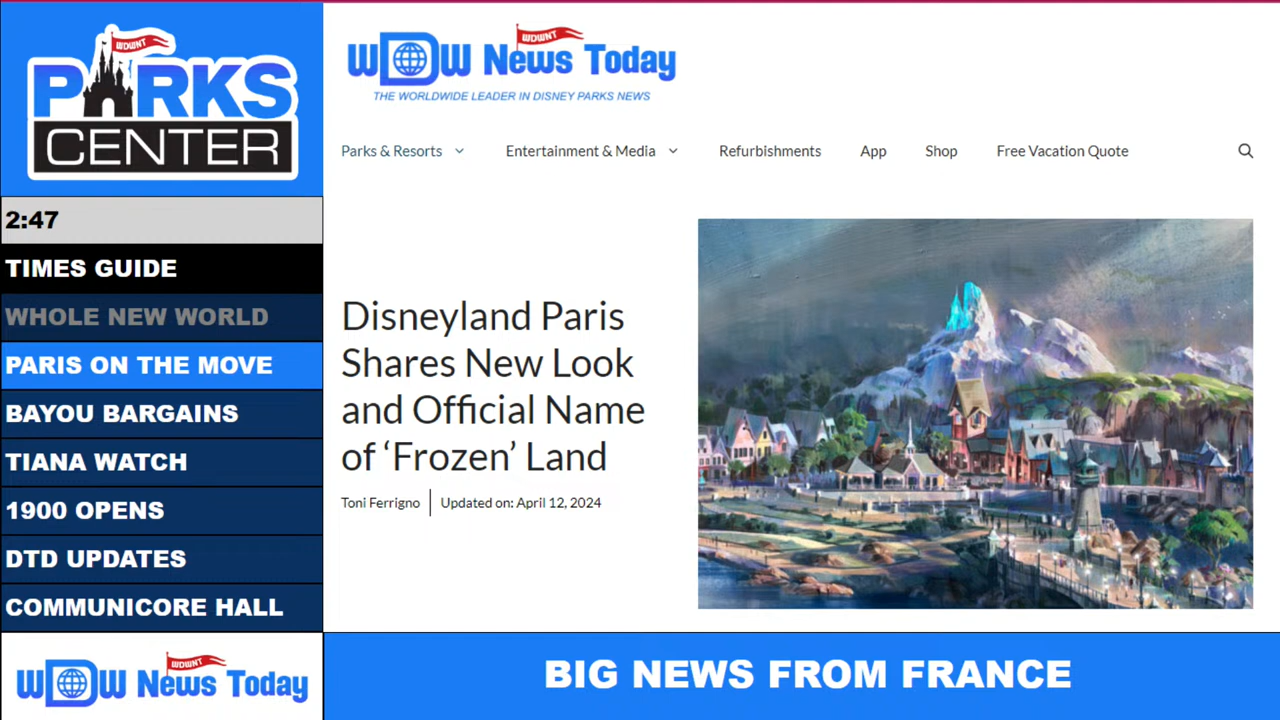 WDWNT
PARKS
CENTER
2:47
TIMES GUIDE
WHOLE NEW WORLD
PARIS ON THE MOVE
BAYOU BARGAINS
TIANA WATCH
1900 OPENS
DTD UPDATES
COMMUNICORE HALL
WDWNT
WDW News Today
WDWNT
WDW News Today
THE WORLDWIDE LEADER IN DISNEY PARKS NEWS
Parks & Resorts Entertainment & Media Refurbishments App Shop Free Vacation Quote
Disneyland Paris
Shares New Look
and Official Name
of ‘Frozen’ Land
Toni Ferrigno Updated on: April 12, 2024
BIG NEWS FROM FRANCE